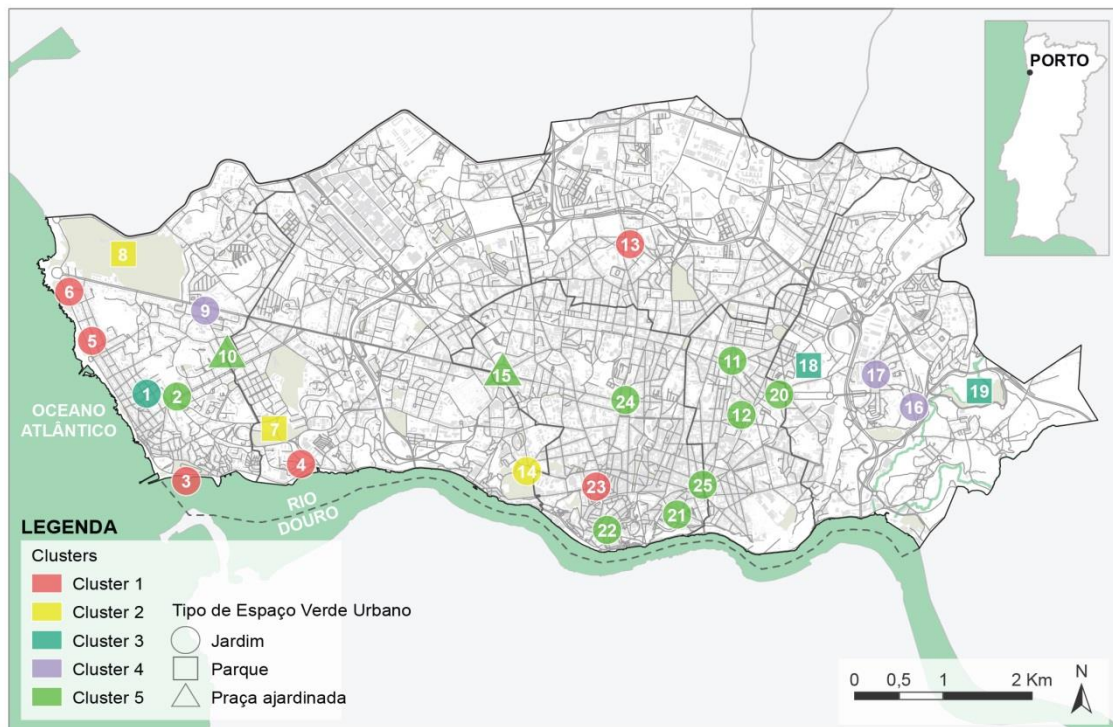 PORTO
8
13
6
9
5
10
11
18
17
15
1
2
24
20
19
12
16
OCEANO
ATLÂNTICO
7
14
4
3
23
25
RIO
DOURO
21
22
LEGENDA
Clusters
Cluster 1
Cluster 2
Cluster 3
Cluster 4
Cluster 5
Tipo de Espaço Verde Urbano
Jardim
Parque
Praça ajardinada
0 0,5 1 2 Km
N